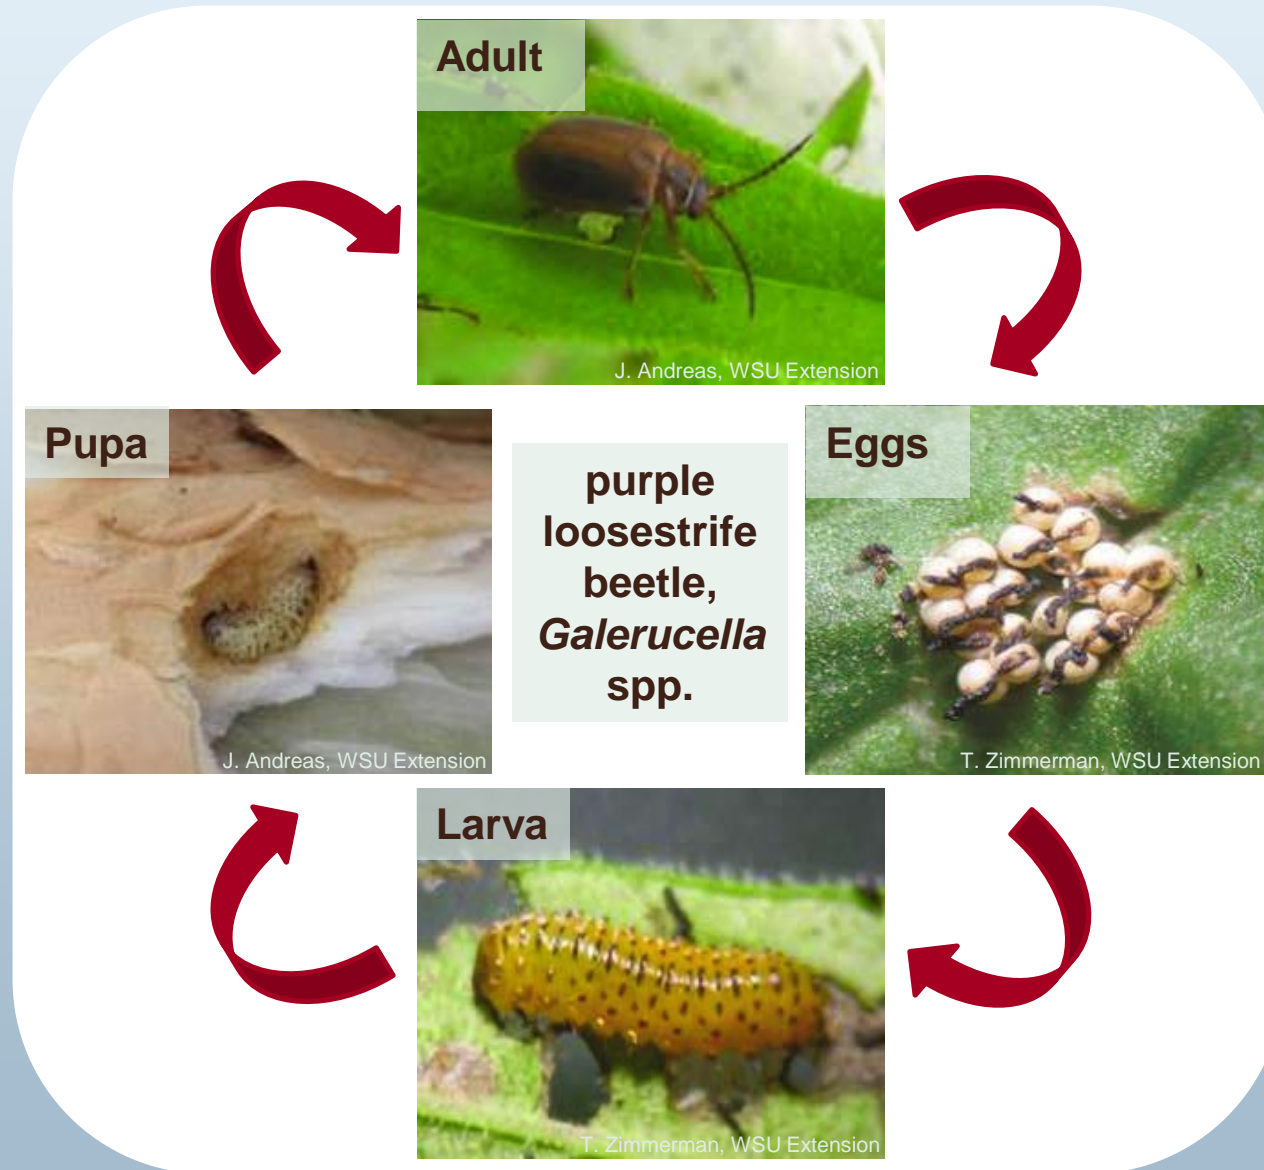 Adult
J. Andreas, WSU Extension
Pupa
J. Andreas, WSU Extension
purple
loosestrife
beetle,
Galerucella
spp.
Eggs
T. Zimmerman, WSU Extension
Larva
T. Zimmerman, WSU Extension